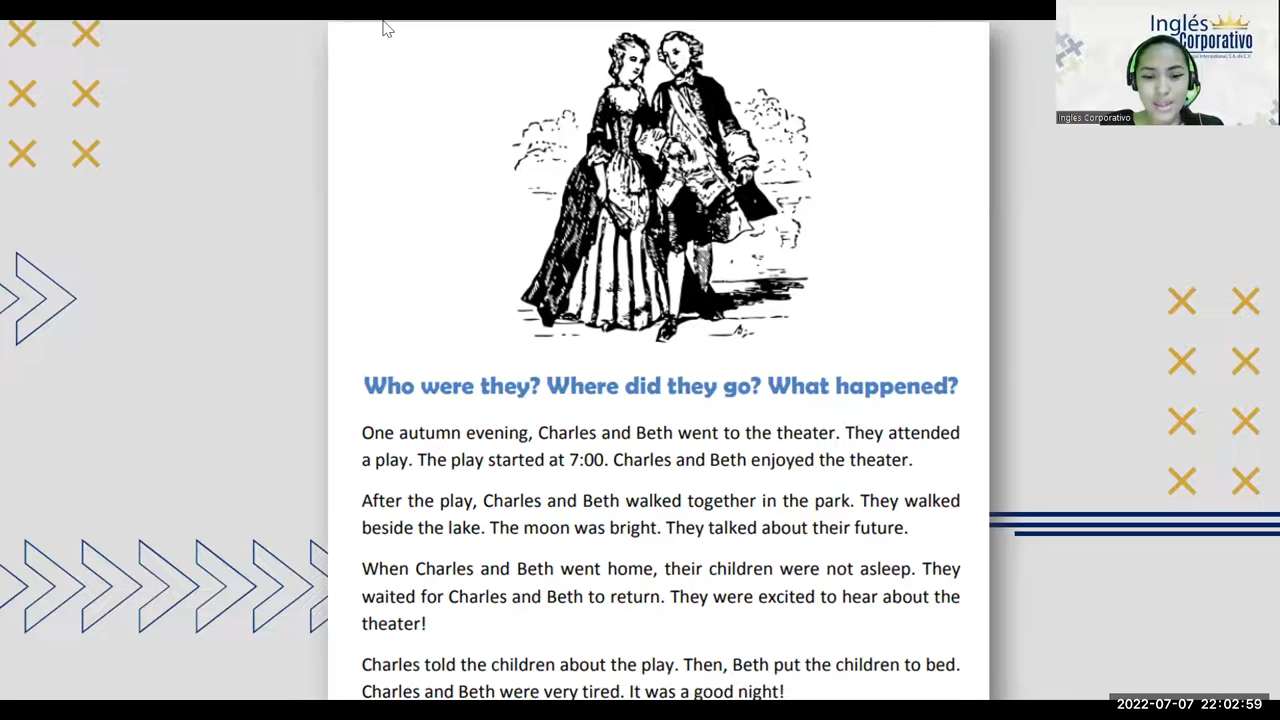 Inglés
Corporativo
Ingles Corporativo
Who were they? Where did they go? What happened?
One autumn evening, Charles and Beth went to the theater. They attended
a play. The play started at 7:00. Charles and Beth enjoyed the theater.
After the play, Charles and Beth walked together in the park. They walked
beside the lake. The moon was bright. They talked about their future.
When Charles and Beth went home, their children were not asleep. They
waited for Charles and Beth to return. They were excited to hear about the
theater!
Charles told the children about the play. Then, Beth put the children to bed.
Charles and Beth were very tired. It was a good night!
2022-07-07 22:02:59